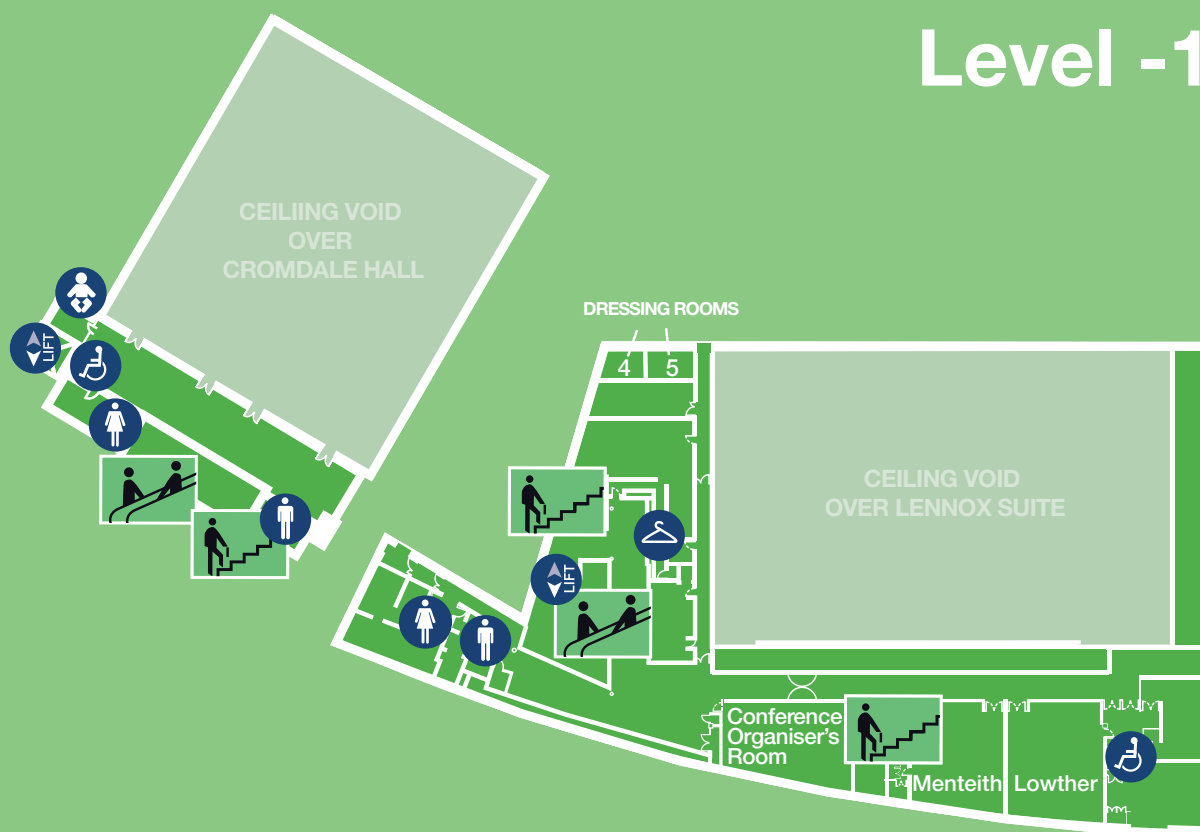 Level -1
CEILIING VOID
OVER
CROMDALE HALL
LIFT
DRESSING ROOMS
4 5
CEILING VOID
OVER LENNOX SUITE
LIFT
Conference
Organiser's
Room
Menteith
Lowther